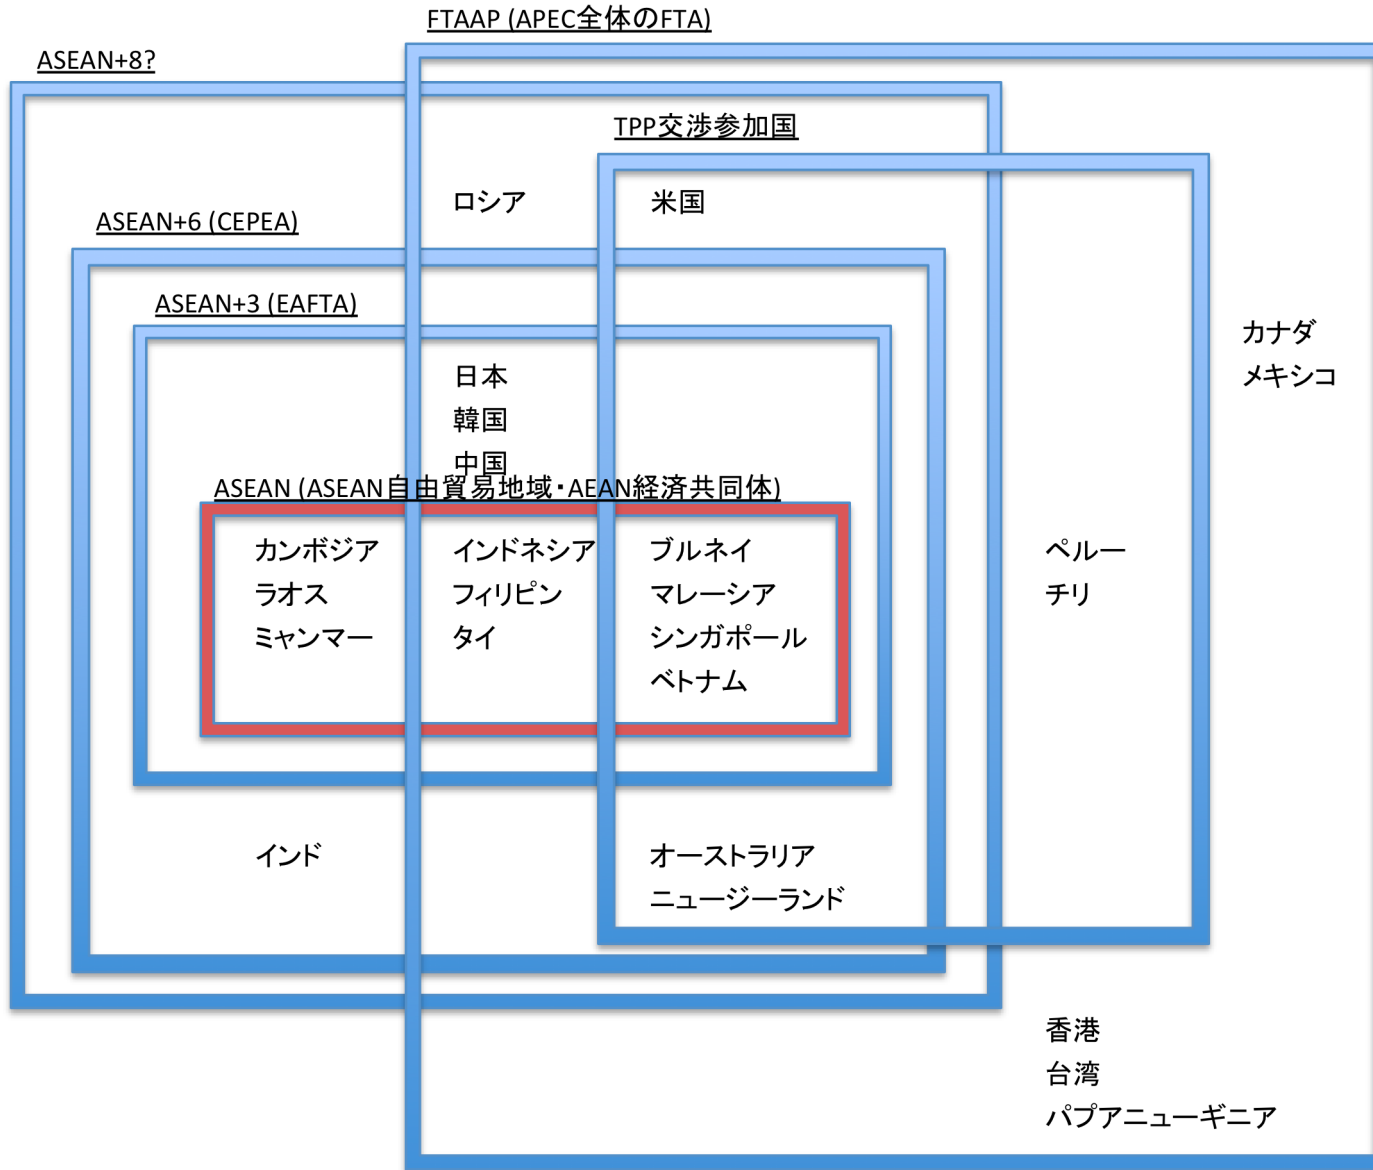 FTAAP (APEC全体のFTA)
ASEAN+8?
TPP交渉参加国
ロシア
米国
ASEAN+6 (CEPEA)
ASEAN+3 (EAFTA)
カナダ
メキシコ
日本
韓国
中国
ASEAN (ASEAN自由貿易地域・AEAN経済共同体)
カンボジア
ラオス
ミャンマー
インドネシア
フィリピン
タイ
ブルネイ
マレーシア
シンガポール
ベトナム
ペルー
チリ
インド
オーストラリア
ニュージーランド
香港
台湾
パプアニューギニア